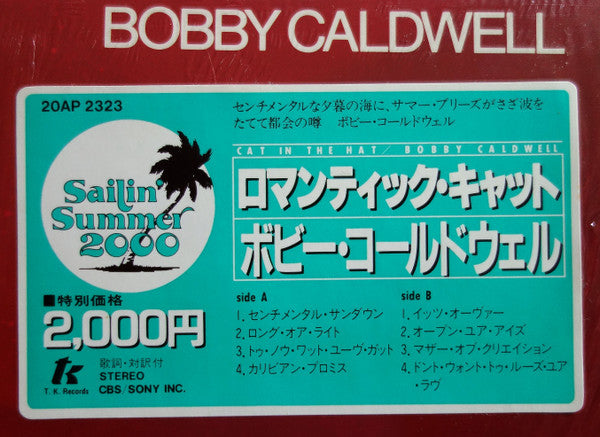 BOBBY CALDWELL
20AP 2323
センチメンタルな夕暮の海に、サマー・ブリーズがさざ波を
たてて都会の噂 ボビー・コールドウェル
CAT IN THE HAT / BOBBY CALDWELL
ロマンティック・キャット
ボビー・コールドウェル
Sailin'
Summer
2000
■特別価格
2,000円
tk
T. K. Records
歌詞・対訳付
STEREO
CBS/SONY INC.
side A
1. センチメンタル・サンダウン
2. ロング・オア・ライト
3. トゥ・ノウ・ワット・ユーヴ・ガット
4. カリビアン・プロミス
side B
1. イッツ・オーヴァー
2. オープン・ユア・アイズ
3. マザー・オブ・クリエイション
4. ドント・ウォント・トゥ・ルーズ・ユア
・ラヴ